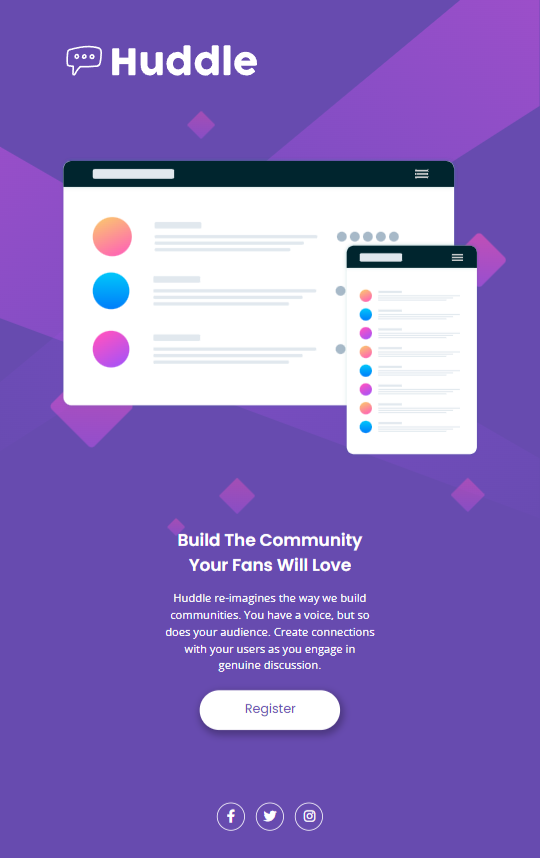 Huddle
Build The Community
Your Fans Will Love
Huddle re-imagines the way we build
communities. You have a voice, but so
does your audience. Create connections
with your users as you engage in
genuine discussion.
Register